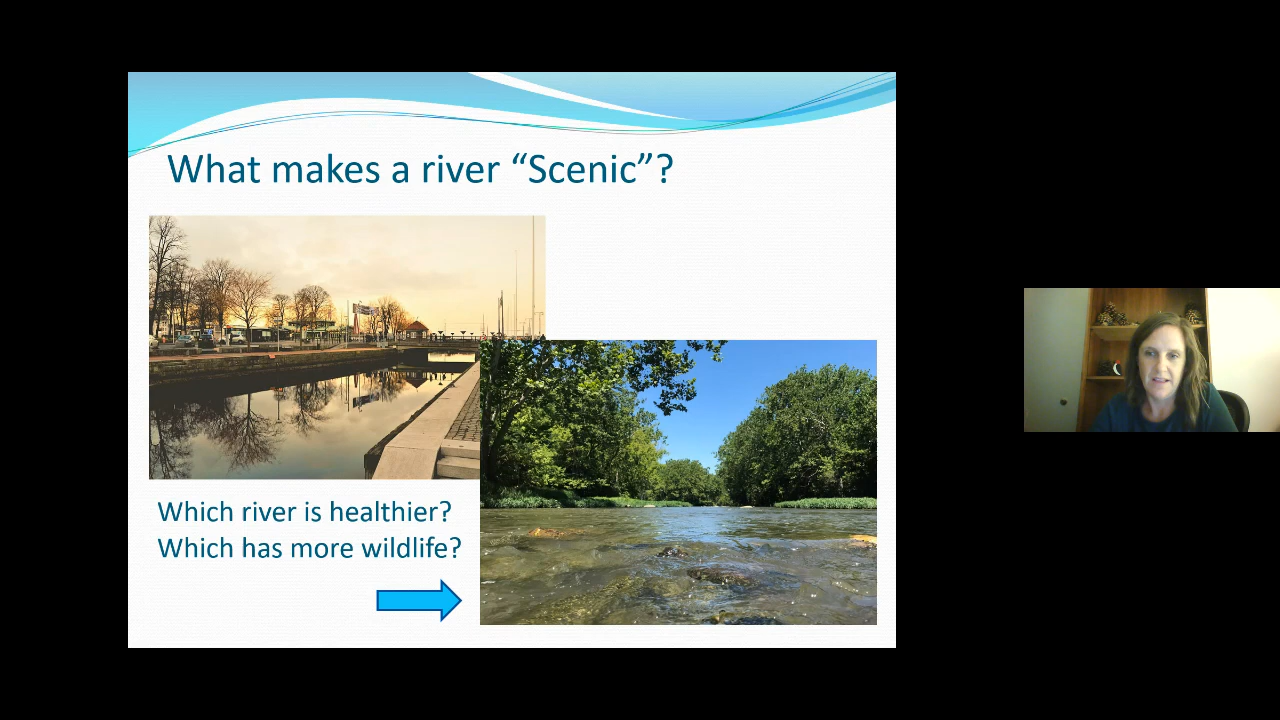 What makes a river “Scenic”?
Which river is healthier?
Which has more wildlife?